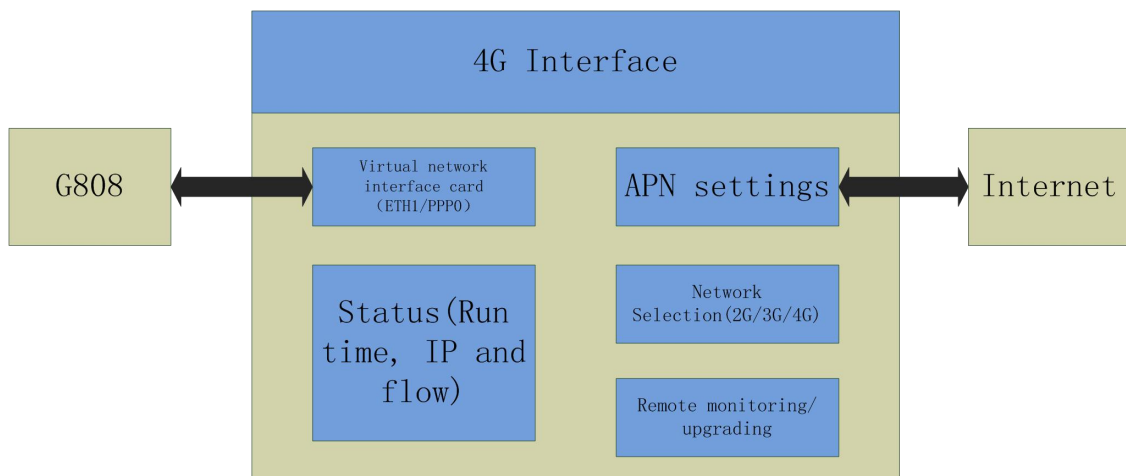 4G Interface
G808
Virtual network
interface card
（ETH1/PPP0）
APN settings
Internet
Status(Run
time, IP and
flow)
Network
Selection(2G/3G/4G)
Remote monitoring/
upgrading